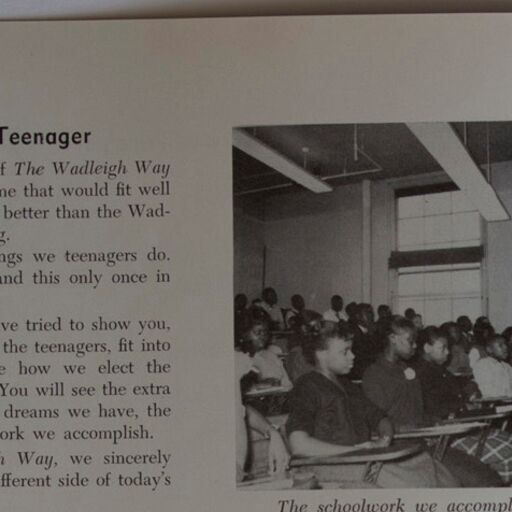 Teenager
f The Wadleigh Way
me that would fit well
better than the Wad-
g.
ngs we teenagers do.
and this only once in
ve tried to show you,
the teenagers, fit into
e how we elect the
You will see the extra
dreams we have, the
ork we accomplish.
h Way, we sincerely
fferent side of today's
The schoolwork we accompl